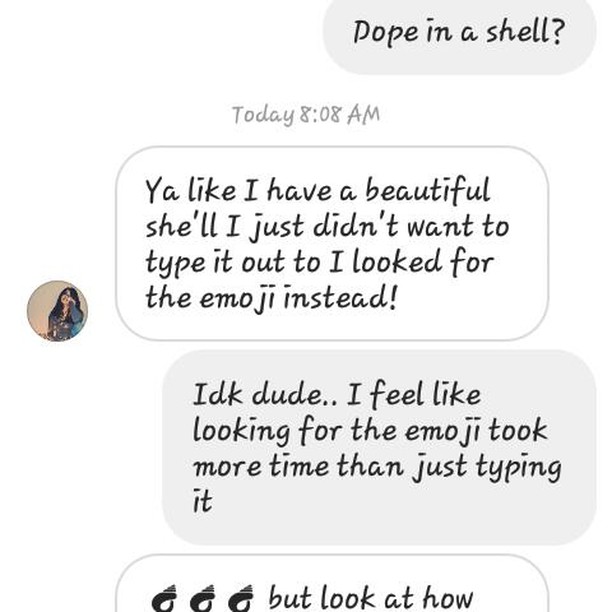 Dope in a shell?
Today 8:08 AM
Ya like I have a beautiful
she'll I just didn't want to
type it out to I looked for
the emoji instead!
Idk dude.. I feel like
looking for the emoji took
more time than just typing
it
but look at how